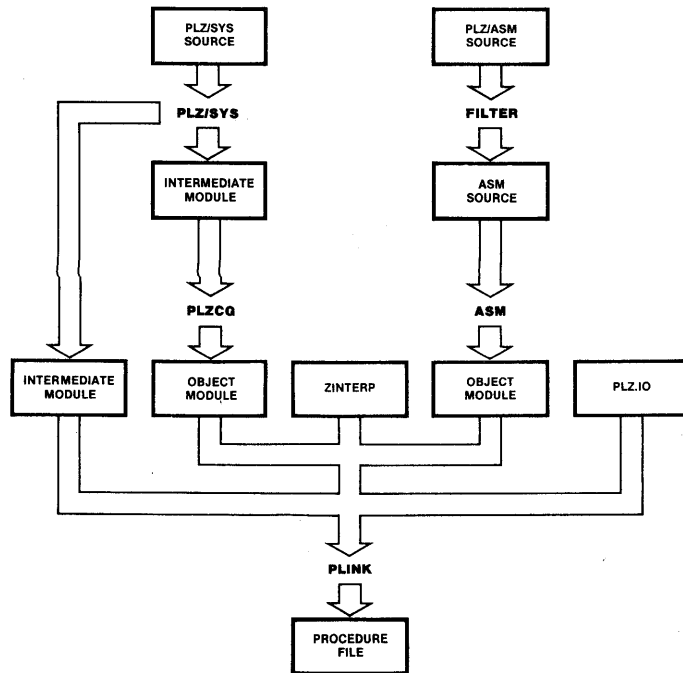 PLZ/SYS
SOURCE
PLZ/ASM
SOURCE
PLZ/SYS
FILTER
INTERMEDIATE
MODULE
ASM
SOURCE
PLZCG
ASM
INTERMEDIATE
MODULE
OBJECT
MODULE
ZINTERP
OBJECT
MODULE
PLZ.IO
PLINK
PROCEDURE
FILE